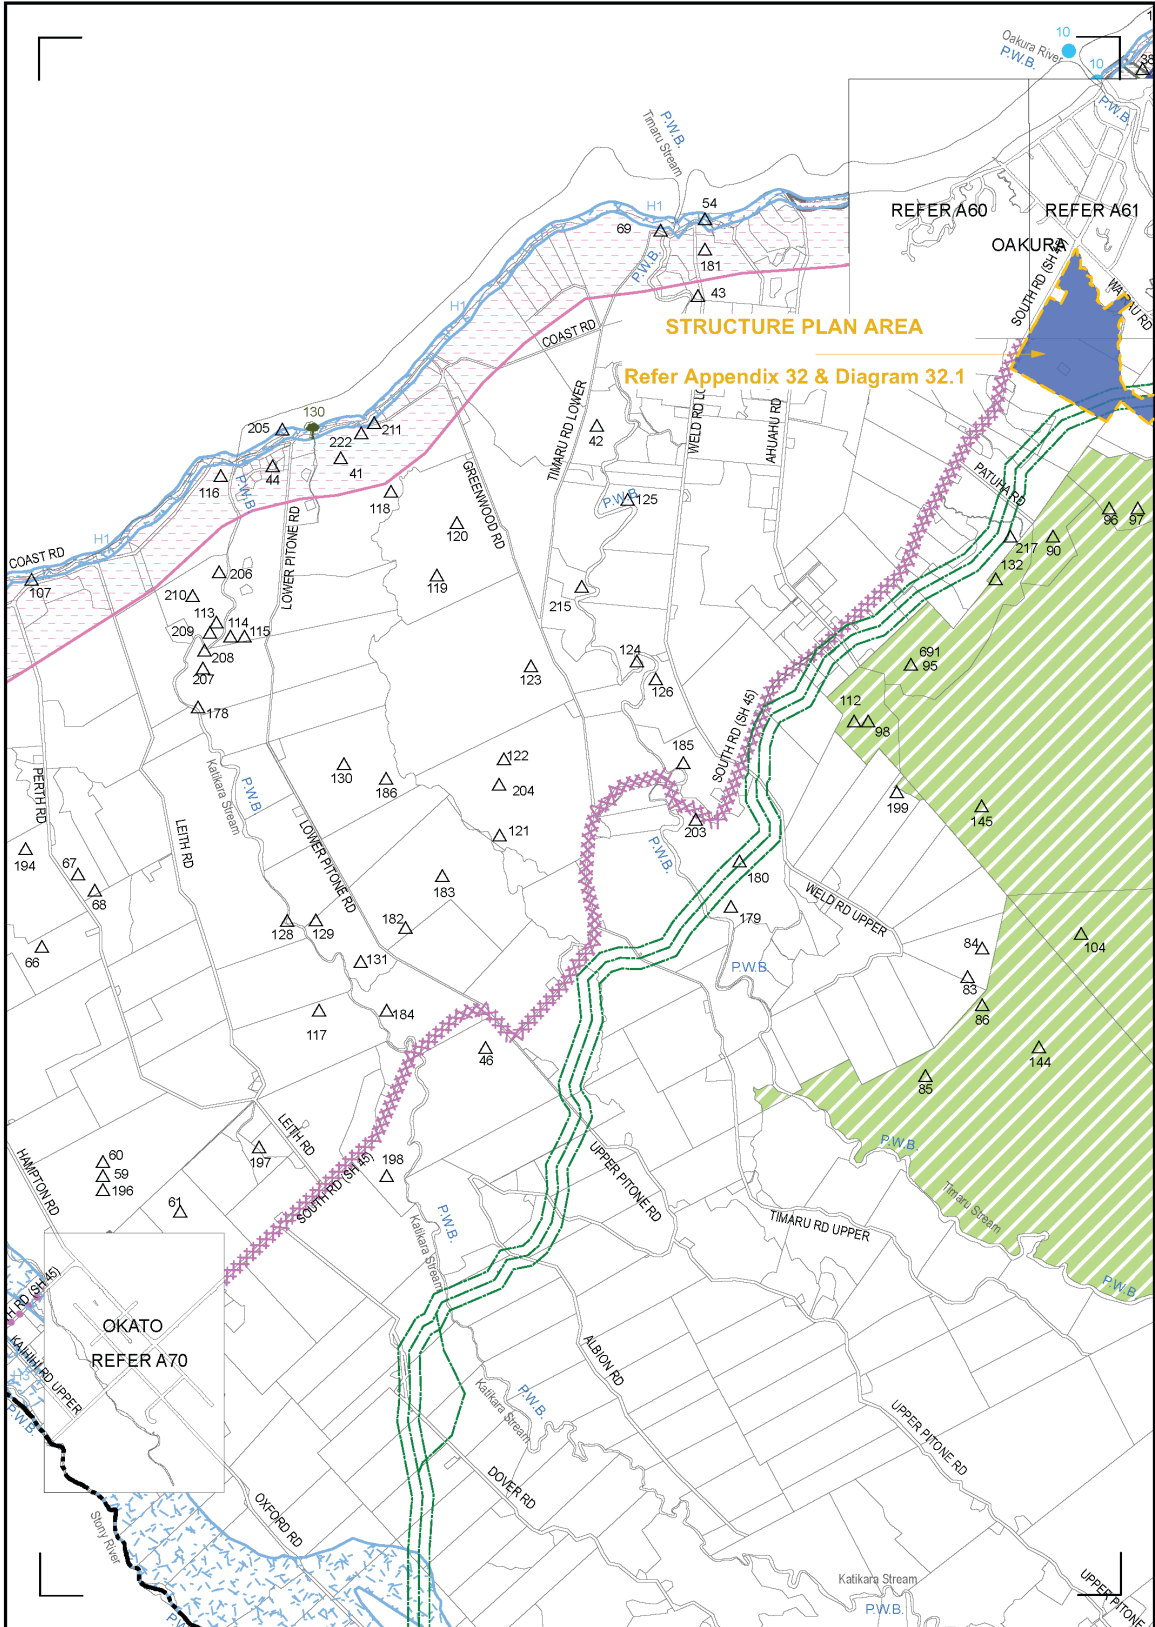 1
10
Oakura River
P.W.B.
10
38
P.W.B.
P.W.B.
Timaru Stream
54
H1
69
REFER A60
REFER A61
OAKURA
181
P.W.B.
43
SOUTH RD (SH 45)
H1
COAST RD
STRUCTURE PLAN AREA
Refer Appendix 32 & Diagram 32.1
130
205
211
222
42
TIMARU RD LOWER
AHUAHU RD
41
44
116
P.W.B
118
GREENWOOD RD
P.W.B.
125
PATUHA RD
96
97
120
H1
217
90
COAST RD
LOWER PITONE RD
132
107
206
119
210
215
113
114
209
115
208
691
95
124
207
123
126
178
112
98
185
SOUTH RD (SH 45)
122
130
186
204
Katikara Stream
P.W.B
PERTH RD
199
145
203
LEITH RD
LOWER PITONE RD
121
194
P.W.B.
67
180
183
68
WELD RD UPPER
179
182
128
129
104
84
66
131
P.W.B
83
184
86
117
46
144
85
LEITH RD
P.W.B.
HAMPTON RD
60
197
198
UPPER PITONE RD
59
196
SOUTH RD (SH 45)
Timaru Stream
61
TIMARU RD UPPER
P.W.B.
Katikara Stream
P.W.B
H RD (SH 45)
OKATO
REFER A70
KAIHIHI RD UPPER
ALBION RD
P.W.B.
Katikara Stream
P.W.B.
UPPER PITONE RD
DOVER RD
OXFORD RD
Stony River
Katikara Stream
P.W.B.
UPPER PITONE